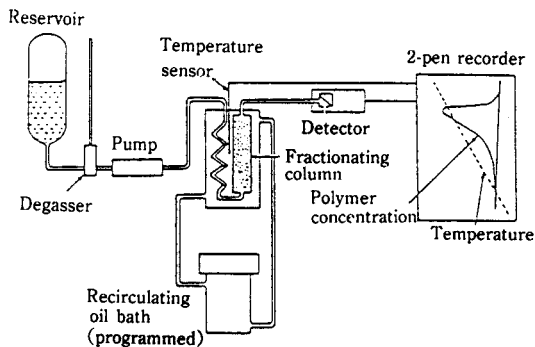 Reservoir
Temperature
sensor
2-pen recorder
Pump
Detector
Degasser
Fractionating
column
Polymer
concentration
Temperature
Recirculating
oil bath
(programmed)